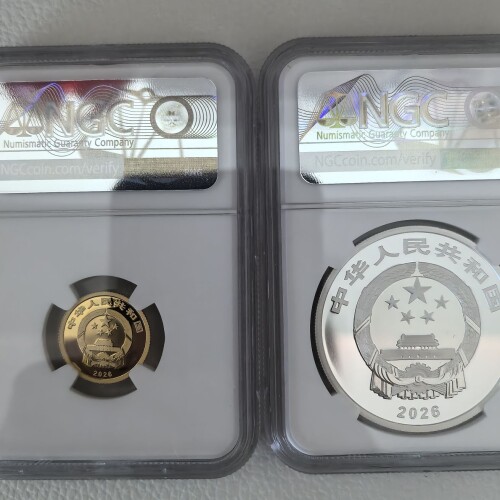 NGC
Numismatic Guaranty Company
NGCcoin.com/verify
中华人民共和国
2026
NGC
Numismatic Guaranty Company
NGCcoin.com/verify
中华人民共和国
2026